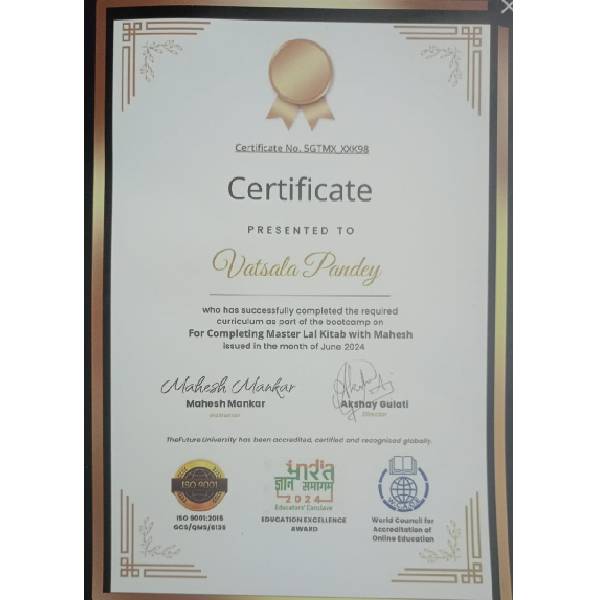 Certificate No. SGTMX_XXK98
Certificate
PRESENTED TO
Vatsala Pandey
who has successfully completed the required
curriculum as part of the bootcamp on
For Completing Master Lal Kitab with Mahesh
issued in the month of June 2024
Mahesh Mankar
Mahesh Mankar
Akshay Gulati
Director
TheFuture University has been accredited, certified and recognised globally.
ISO 9001
भारत
ज्ञान समागम
2024
Educators' Conclave
ISO 9001:2015
EDUCATION EXCELLENCE
AWARD
World Council for
Accreditation of
Online Education